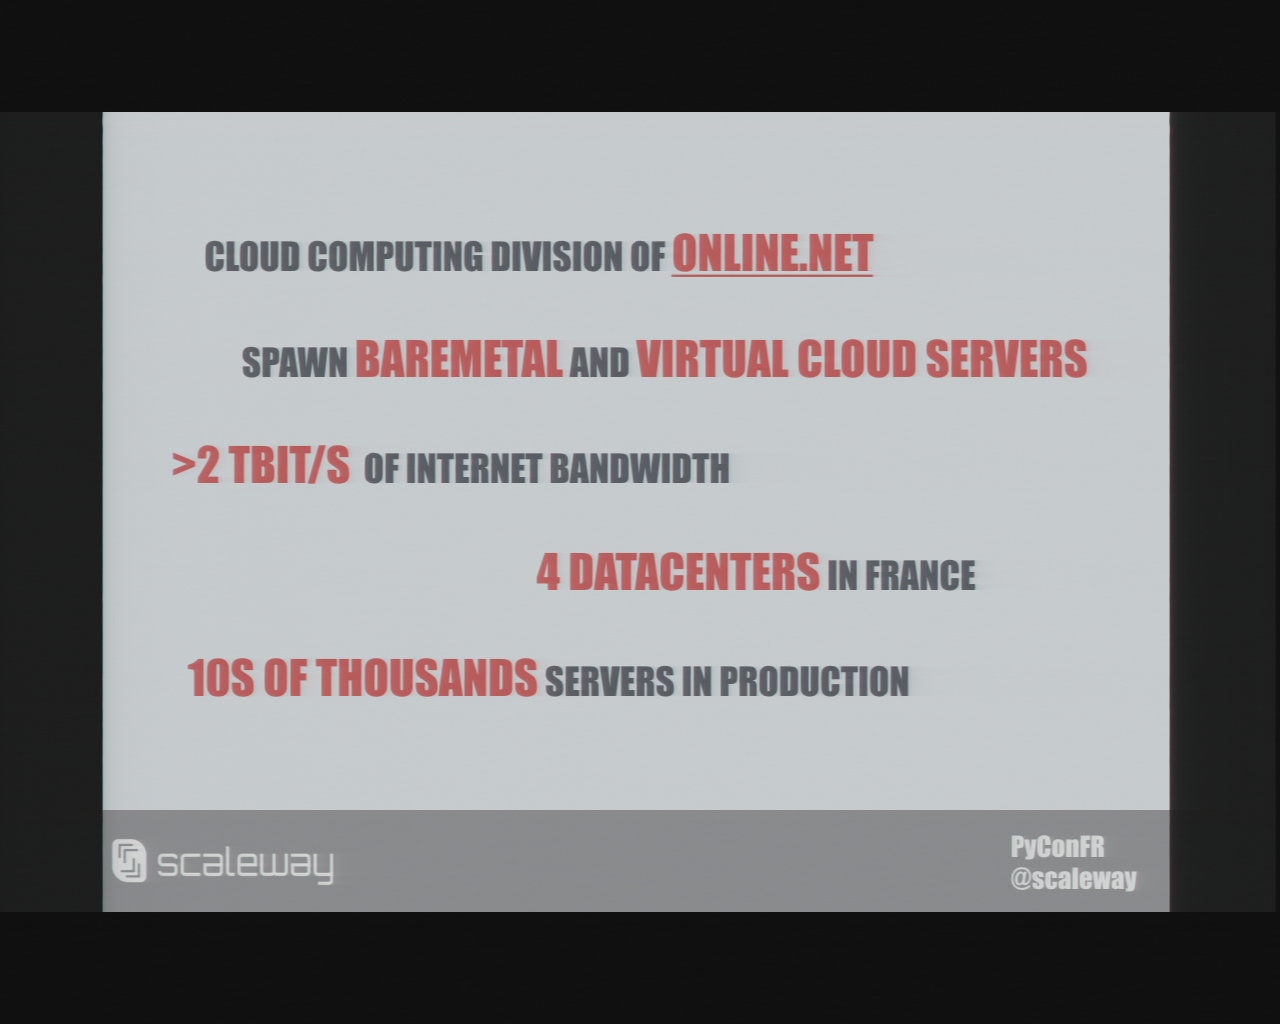 CLOUD COMPUTING DIVISION OF ONLINE.NET
SPAWN BAREMETAL AND VIRTUAL CLOUD SERVERS
>2 TBIT/S OF INTERNET BANDWIDTH
4 DATACENTERS IN FRANCE
10S OF THOUSANDS SERVERS IN PRODUCTION
scaleway
PyConFR
@scaleway